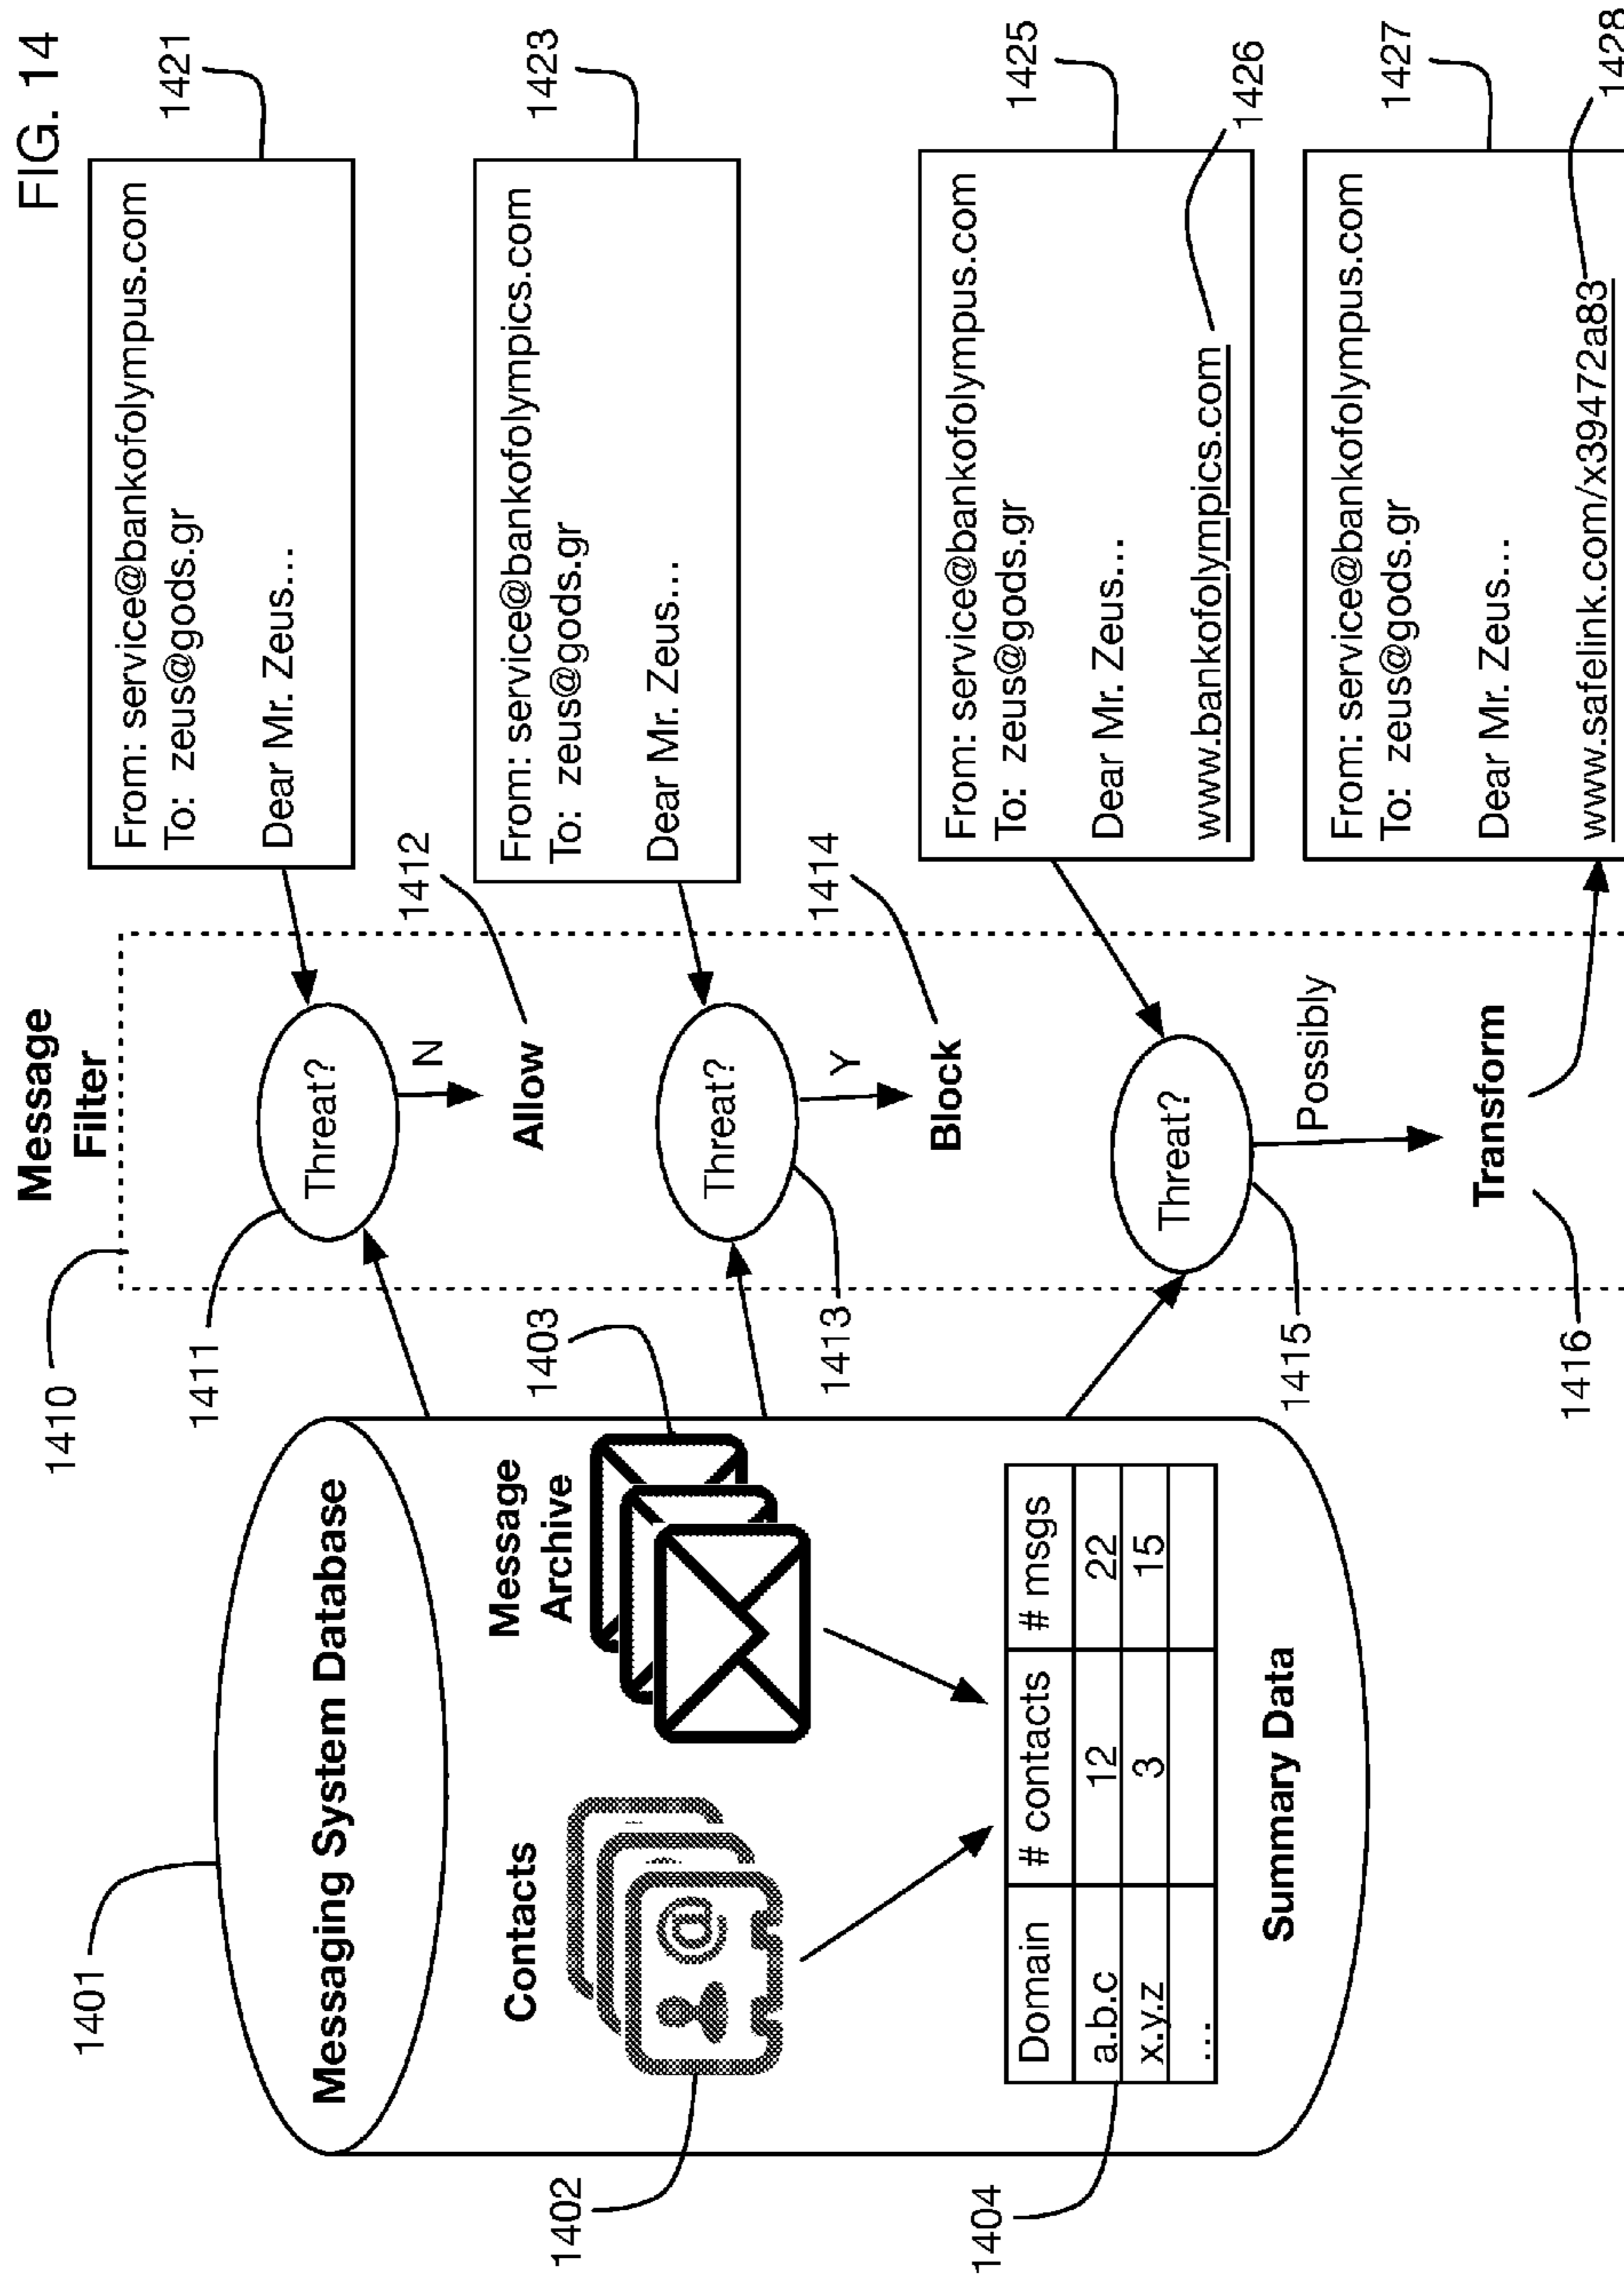 FIG. 14
Message
Filter
1410
1401
Messaging System Database
Contacts
1402
Message
Archive
1403
Domain # contacts # msgs
a.b.c 12 22
x.y.z 3 15
...
1404
Summary Data
1411
Threat?
N
Allow
1412
From: service@bankofolympus.com
To: zeus@gods.gr
Dear Mr. Zeus...
1421
1413
Threat?
Y
Block
1414
From: service@bankofolympics.com
To: zeus@gods.gr
Dear Mr. Zeus...
1423
1415
Threat?
Possibly
Transform
1416
From: service@bankofolympus.com
To: zeus@gods.gr
Dear Mr. Zeus...
www.bankofolympics.com
1425
1426
From: service@bankofolympus.com
To: zeus@gods.gr
Dear Mr. Zeus...
www.safelink.com/x39472a83
1427
1428